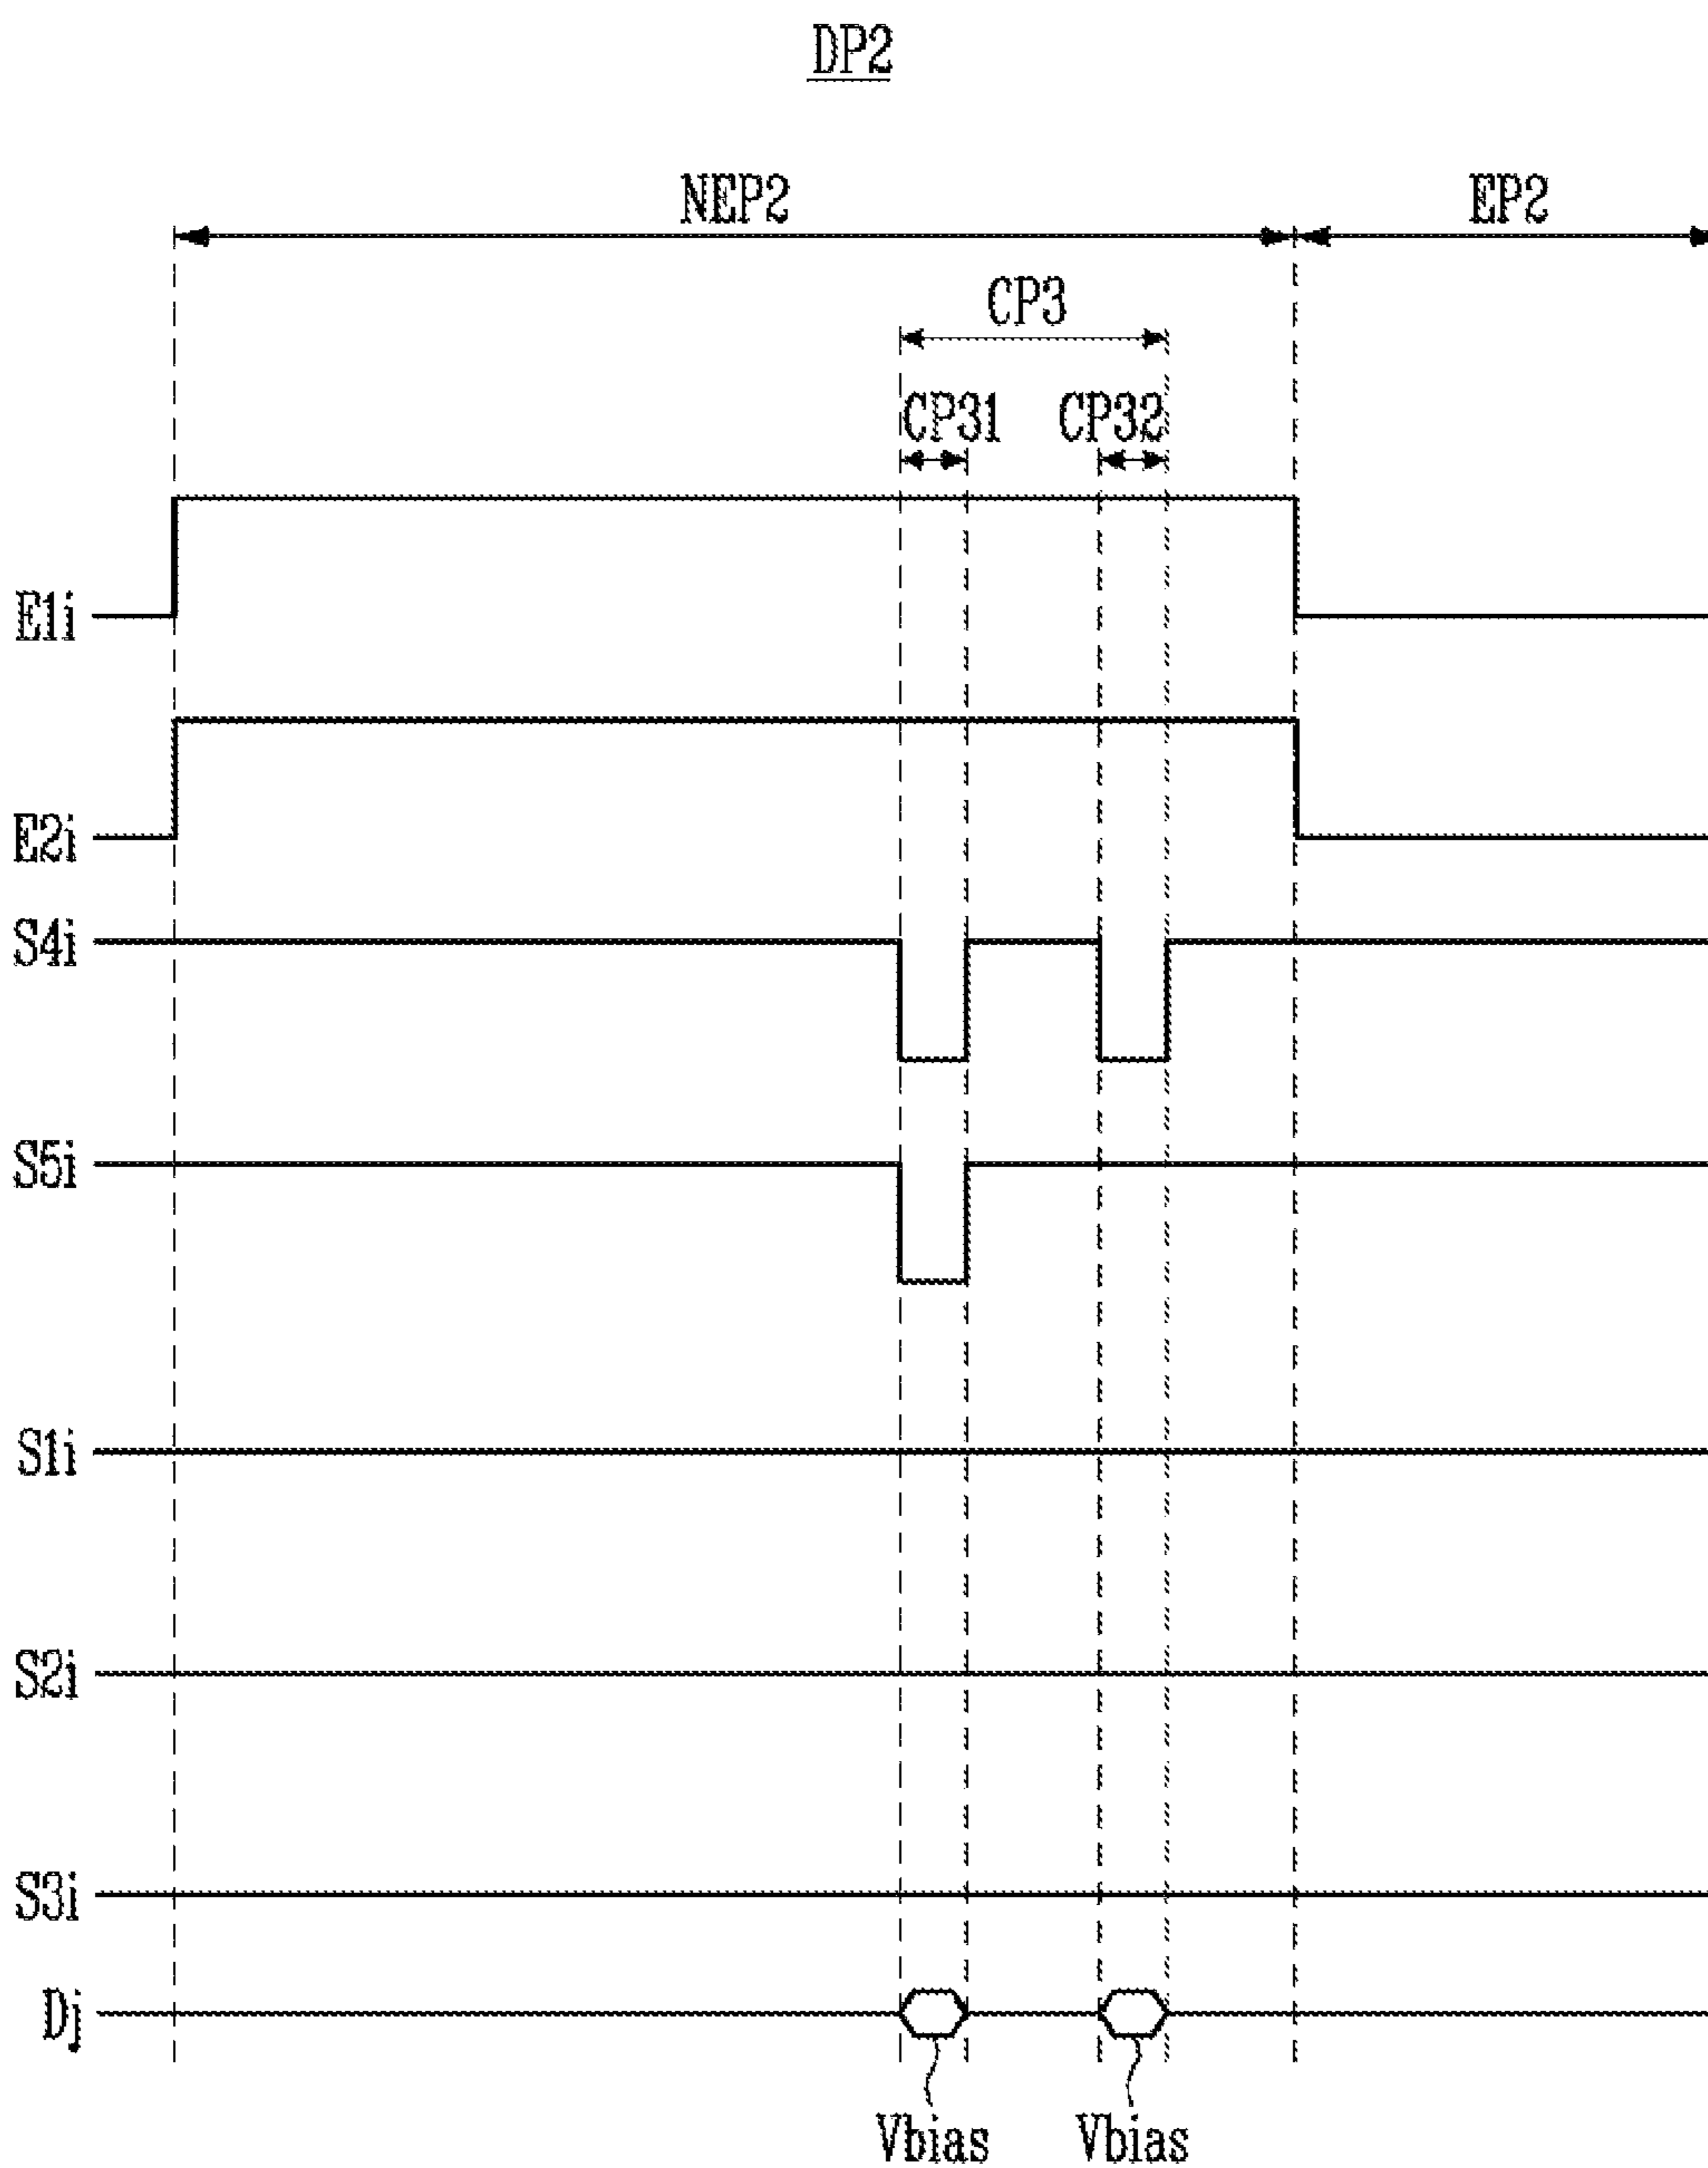 DP2
NEP2 EP2
CP3
CP31 CP32
E1i
E2i
S4i
S5i
S1i
S2i
S3i
Dj
Vbias Vbias